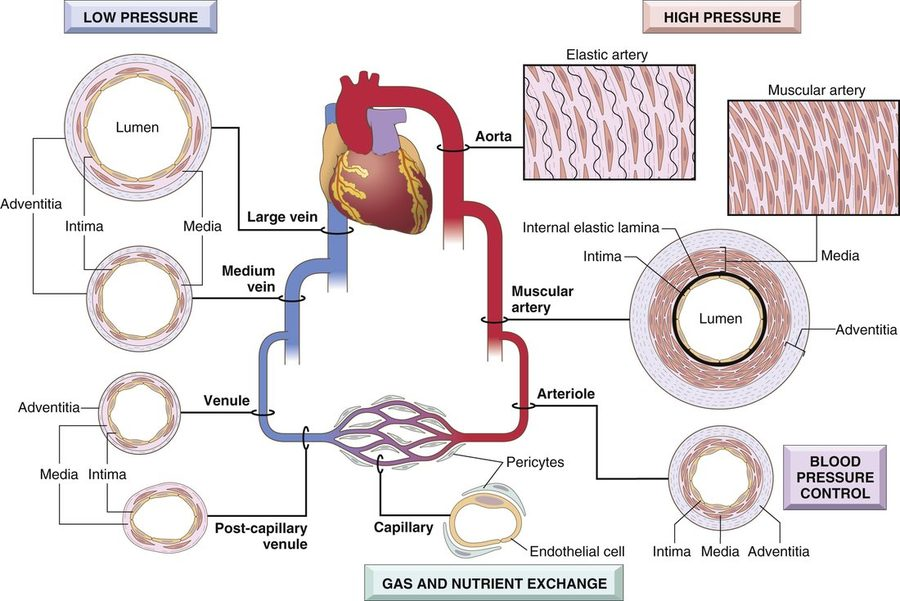 LOW PRESSURE
HIGH PRESSURE
Elastic artery
Muscular artery
Lumen
Aorta
Adventitia
Intima
Media
Large vein
Internal elastic lamina
Intima
Media
Medium
vein
Muscular
artery
Lumen
Adventitia
Adventitia
Venule
Arteriole
Media
Intima
Pericytes
BLOOD
PRESSURE
CONTROL
Post-capillary
venule
Capillary
Endothelial cell
Intima
Media
Adventitia
GAS AND NUTRIENT EXCHANGE